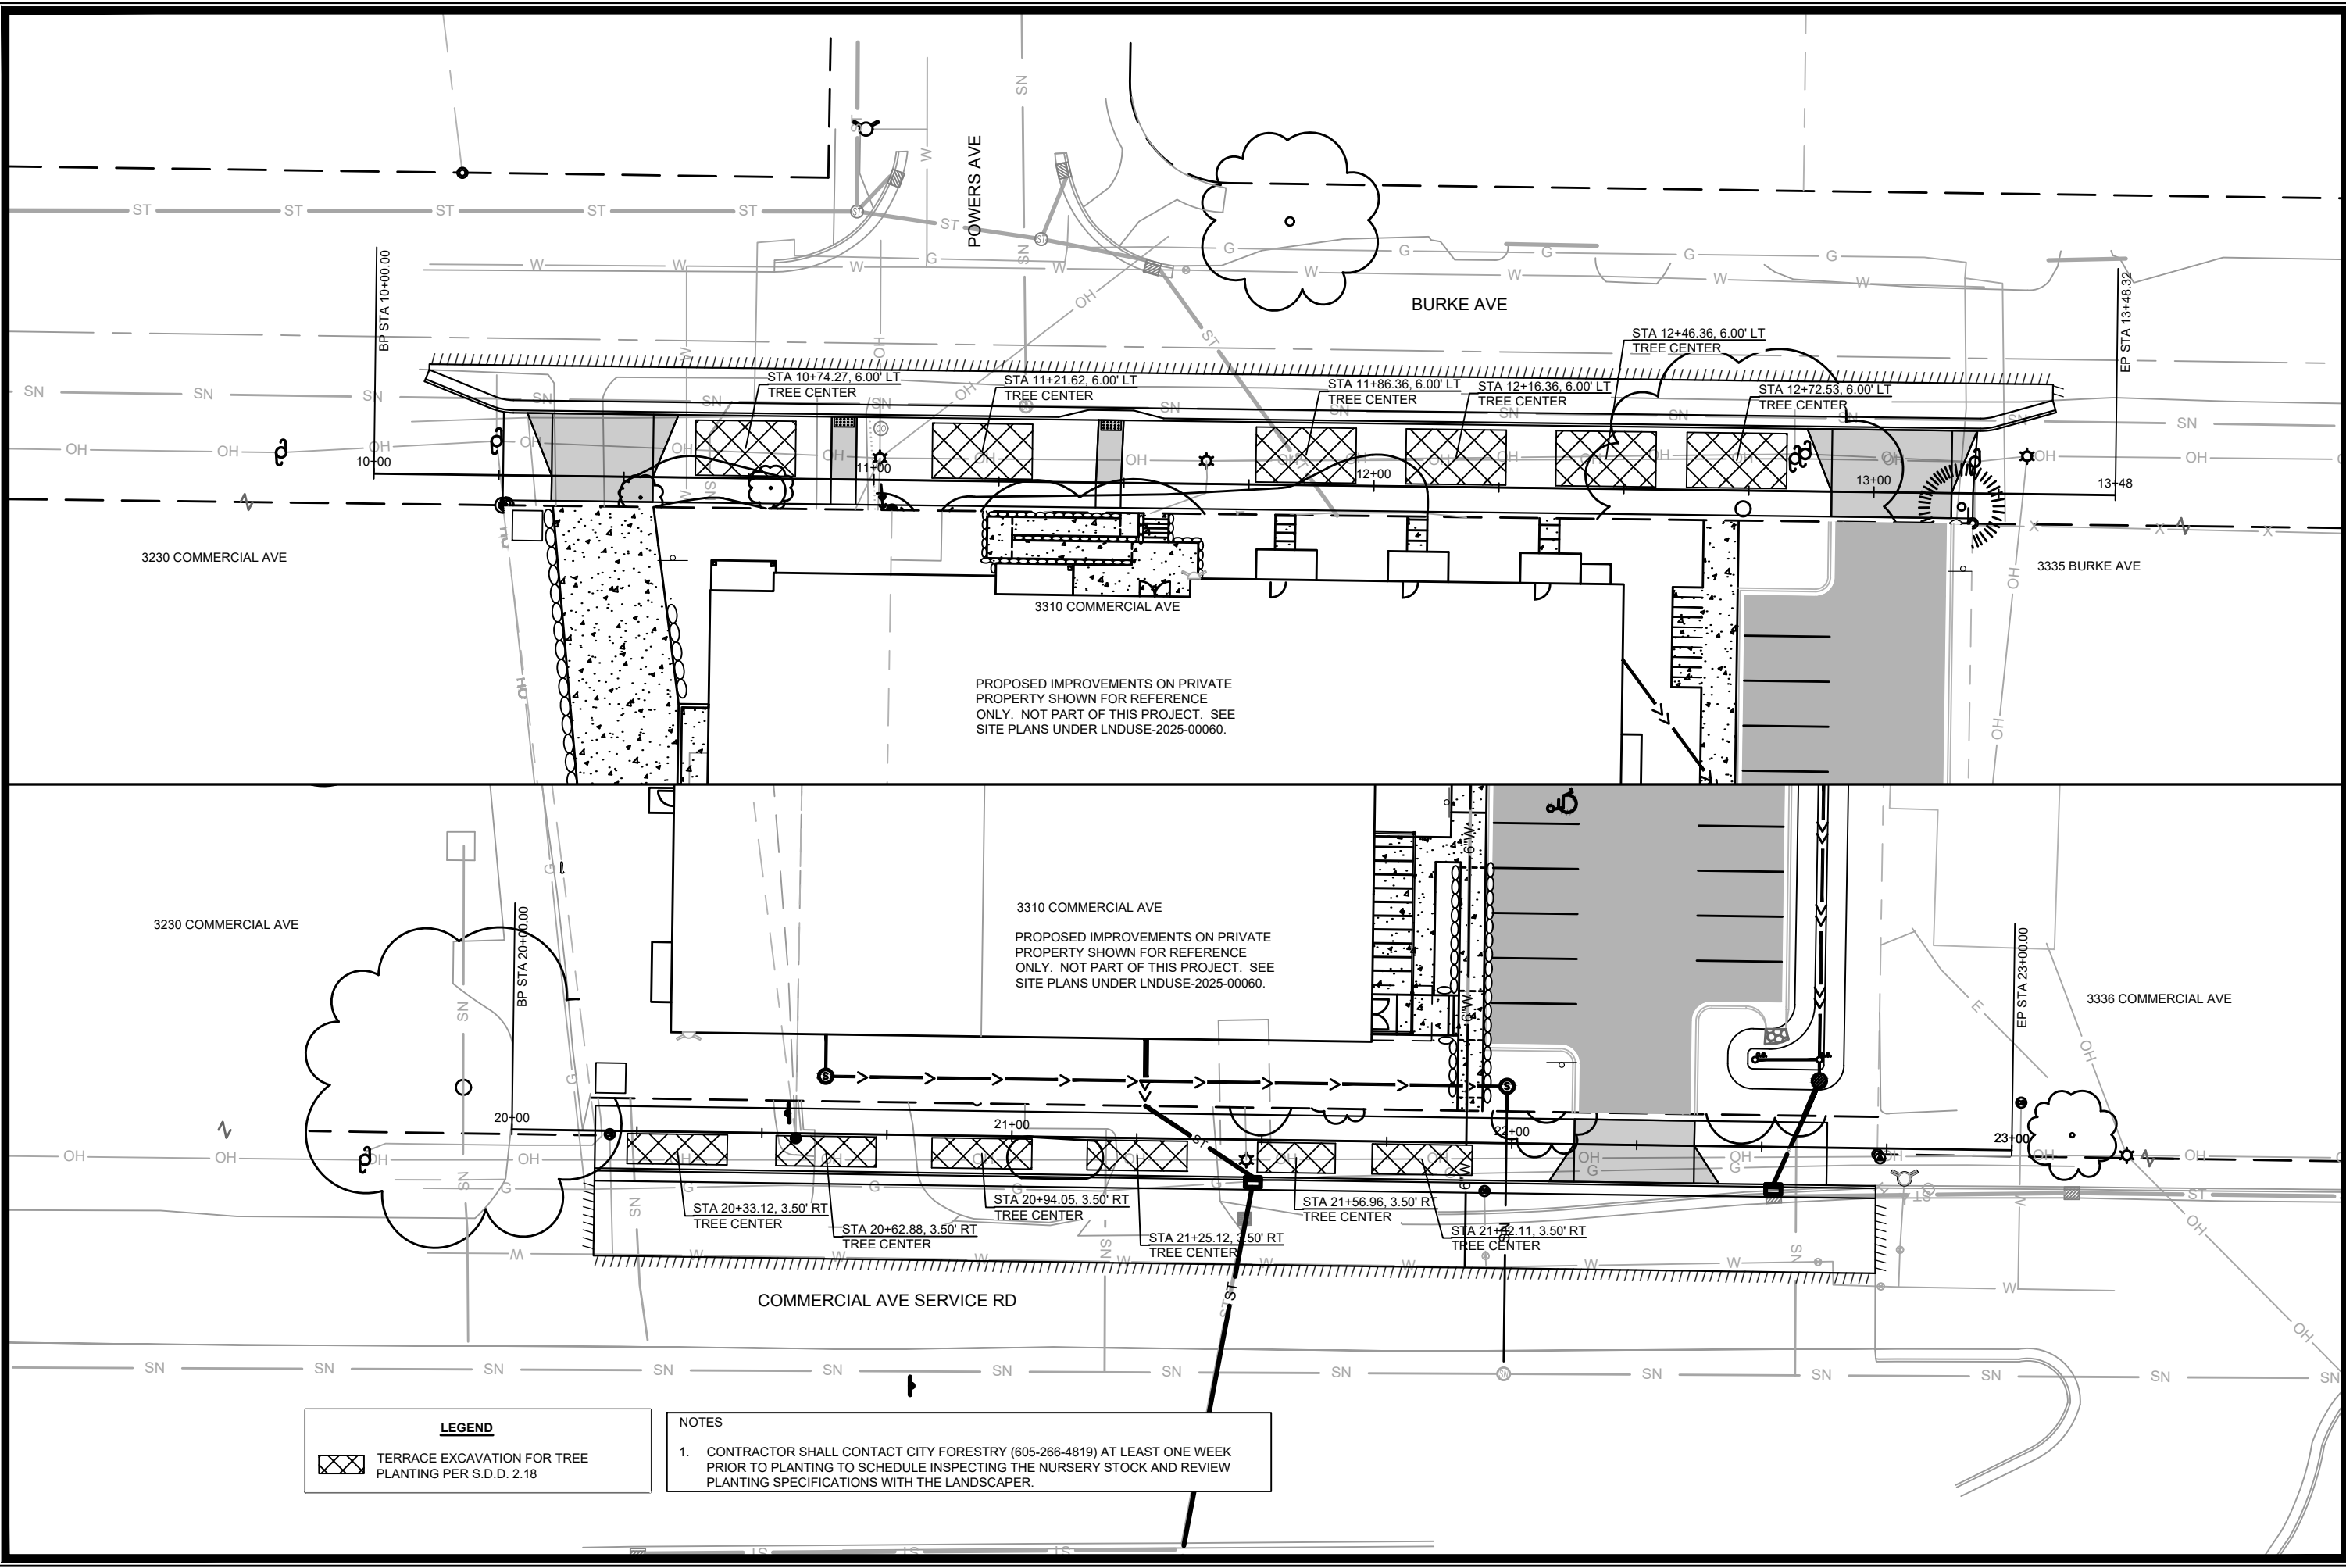 POWERS AVE
BURKE AVE
BP STA 10+00.00
EP STA 13+48.32
STA 10+74.27, 6.00' LT
TREE CENTER
STA 11+21.62, 6.00' LT
TREE CENTER
STA 11+86.36, 6.00' LT
TREE CENTER
STA 12+16.36, 6.00' LT
TREE CENTER
STA 12+46.36, 6.00' LT
TREE CENTER
STA 12+72.53, 6.00' LT
TREE CENTER
10+00
11+00
12+00
13+00
13+48
3230 COMMERCIAL AVE
3310 COMMERCIAL AVE
3335 BURKE AVE
PROPOSED IMPROVEMENTS ON PRIVATE
PROPERTY SHOWN FOR REFERENCE
ONLY. NOT PART OF THIS PROJECT. SEE
SITE PLANS UNDER LNDUSE-2025-00060.
3230 COMMERCIAL AVE
BP STA 20+00.00
3310 COMMERCIAL AVE
PROPOSED IMPROVEMENTS ON PRIVATE
PROPERTY SHOWN FOR REFERENCE
ONLY. NOT PART OF THIS PROJECT. SEE
SITE PLANS UNDER LNDUSE-2025-00060.
EP STA 23+00.00
3336 COMMERCIAL AVE
20+00
21+00
22+00
23+00
STA 20+33.12, 3.50' RT
TREE CENTER
STA 20+62.88, 3.50' RT
TREE CENTER
STA 20+94.05, 3.50' RT
TREE CENTER
STA 21+25.12, 3.50' RT
TREE CENTER
STA 21+56.96, 3.50' RT
TREE CENTER
TREE CENTER
COMMERCIAL AVE SERVICE RD
LEGEND
TERRACE EXCAVATION FOR TREE
PLANTING PER S.D.D. 2.18
NOTES
1. CONTRACTOR SHALL CONTACT CITY FORESTRY (605-266-4819) AT LEAST ONE WEEK
PRIOR TO PLANTING TO SCHEDULE INSPECTING THE NURSERY STOCK AND REVIEW
PLANTING SPECIFICATIONS WITH THE LANDSCAPER.